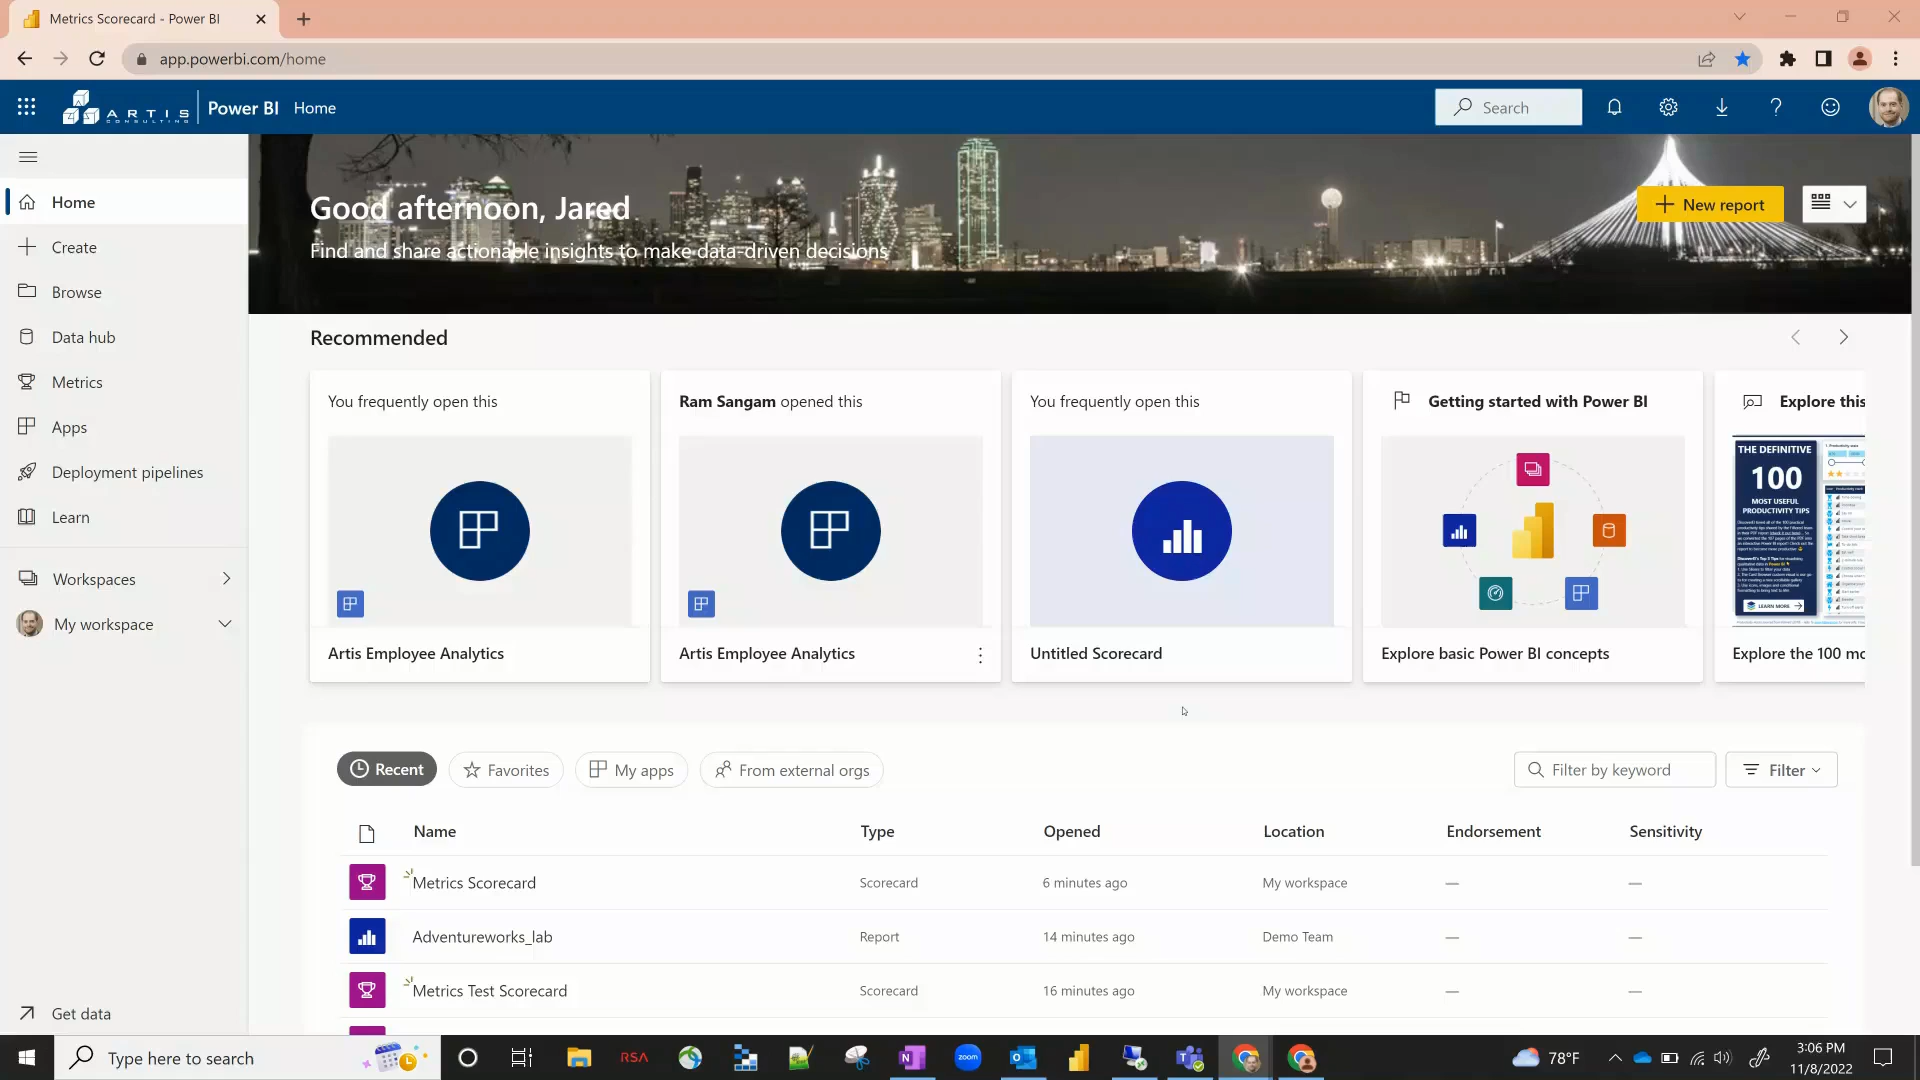 Metrics Scorecard - Power BI
app.powerbi.com/home
ARTIS
CONSULTING
Power BI Home
Search
Home
Create
Browse
Data hub
Metrics
Apps
Deployment pipelines
Learn
Workspaces
My workspace
Get data
Good afternoon, Jared
Find and share actionable insights to make data-driven decisions
New report
Recommended
You frequently open this
Artis Employee Analytics
Ram Sangam opened this
Artis Employee Analytics
You frequently open this
Untitled Scorecard
Getting started with Power BI
Explore basic Power BI concepts
Explore this
THE DEFINITIVE
100
MOST USEFUL
PRODUCTIVITY TIPS
LEARN MORE
Explore the 100 mo
Recent
Favorites
My apps
From external orgs
Filter by keyword
Filter
Name Type Opened Location Endorsement Sensitivity
Metrics Scorecard Scorecard 6 minutes ago My workspace — —
Adventureworks_lab Report 14 minutes ago Demo Team — —
Metrics Test Scorecard Scorecard 16 minutes ago My workspace — —
Type here to search
RSA
zoom
78°F
3:06 PM
11/8/2022